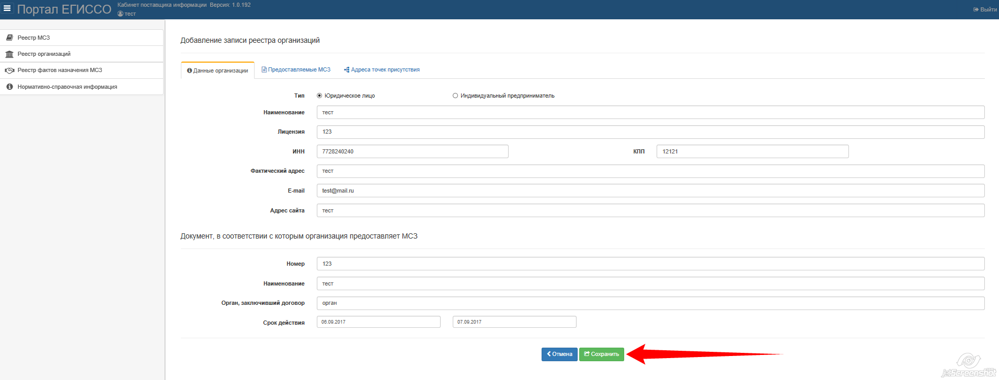 Портал ЕГИССО
Кабинет поставщика информации Версия: 1.0.192
тест
Выйти
Реестр МСЗ
Реестр организаций
Реестр фактов назначения МСЗ
Нормативно-справочная информация
Добавление записи реестра организаций
Данные организации Предоставляемые МСЗ Адреса точек присутствия
Тип Юридическое лицо Индивидуальный предприниматель
Наименование тест
Лицензия 123
ИНН 7728240240 КПП 12121
Фактический адрес тест
E-mail test@mail.ru
Адрес сайта тест
Документ, в соответствии с которым организация предоставляет МСЗ
Номер 123
Наименование тест
Орган, заключивший договор орган
Срок действия 06.09.2017 07.09.2017
Отмена Сохранить
jetScreenshot .com